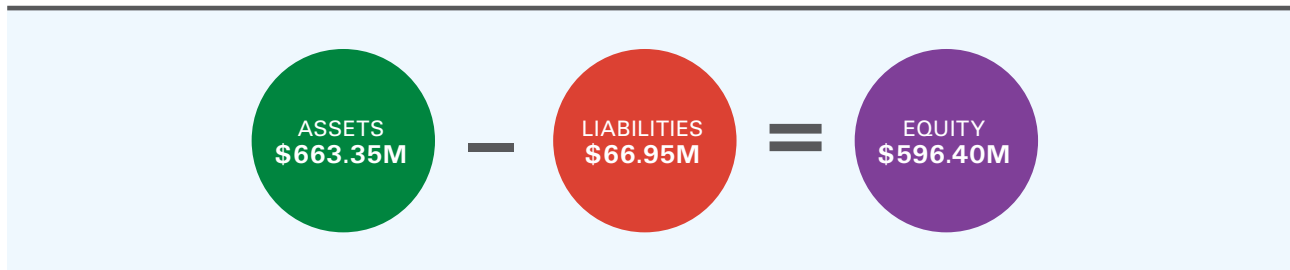 ASSETS
$663.35M
–
LIABILITIES
$66.95M
=
EQUITY
$596.40M